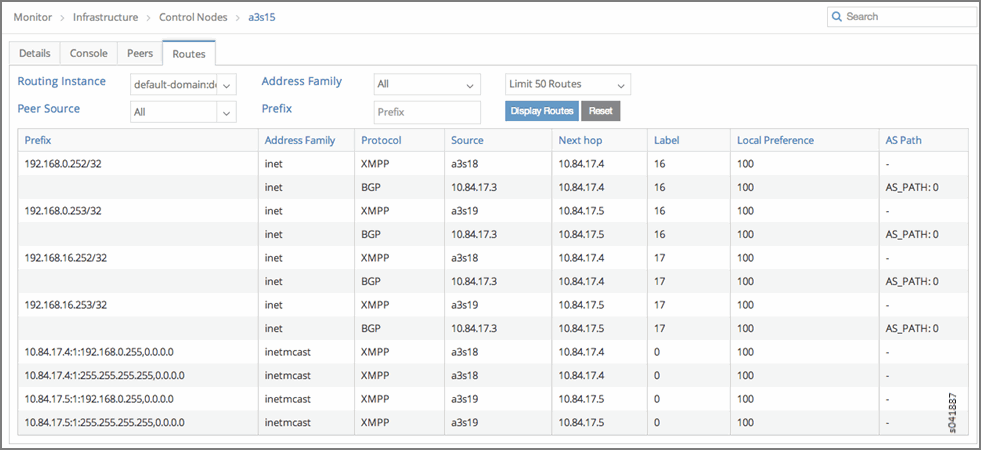 Monitor > Infrastructure > Control Nodes > a3s15
Search
Details Console Peers Routes
Routing Instance default-domain:de Address Family All Limit 50 Routes
Peer Source All Prefix Prefix Display Routes Reset
Prefix Address Family Protocol Source Next hop Label Local Preference AS Path
192.168.0.252/32 inet XMPP a3s18 10.84.17.4 16 100 -
inet BGP 10.84.17.3 10.84.17.4 16 100 AS_PATH: 0
192.168.0.253/32 inet XMPP a3s19 10.84.17.5 16 100 -
inet BGP 10.84.17.3 10.84.17.5 16 100 AS_PATH: 0
192.168.16.252/32 inet XMPP a3s18 10.84.17.4 17 100 -
inet BGP 10.84.17.3 10.84.17.4 17 100 AS_PATH: 0
192.168.16.253/32 inet XMPP a3s19 10.84.17.5 17 100 -
inet BGP 10.84.17.3 10.84.17.5 17 100 AS_PATH: 0
10.84.17.4:1:192.168.0.255,0.0.0.0 inetmcast XMPP a3s18 10.84.17.4 0 100 -
10.84.17.4:1:255.255.255.255,0.0.0.0 inetmcast XMPP a3s18 10.84.17.4 0 100 -
10.84.17.5:1:192.168.0.255,0.0.0.0 inetmcast XMPP a3s19 10.84.17.5 0 100 -
10.84.17.5:1:255.255.255.255,0.0.0.0 inetmcast XMPP a3s19 10.84.17.5 0 100 -
s041887